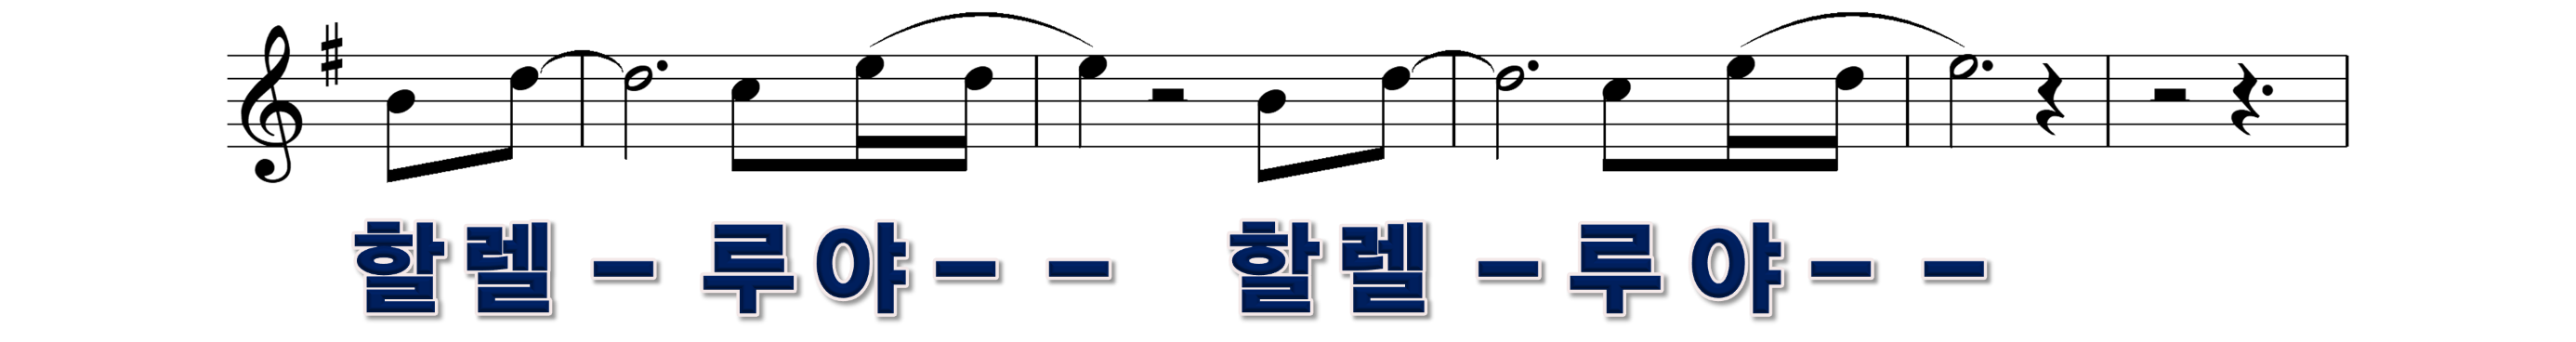 할렐 - 루야 - - 할렐 - 루야 - -